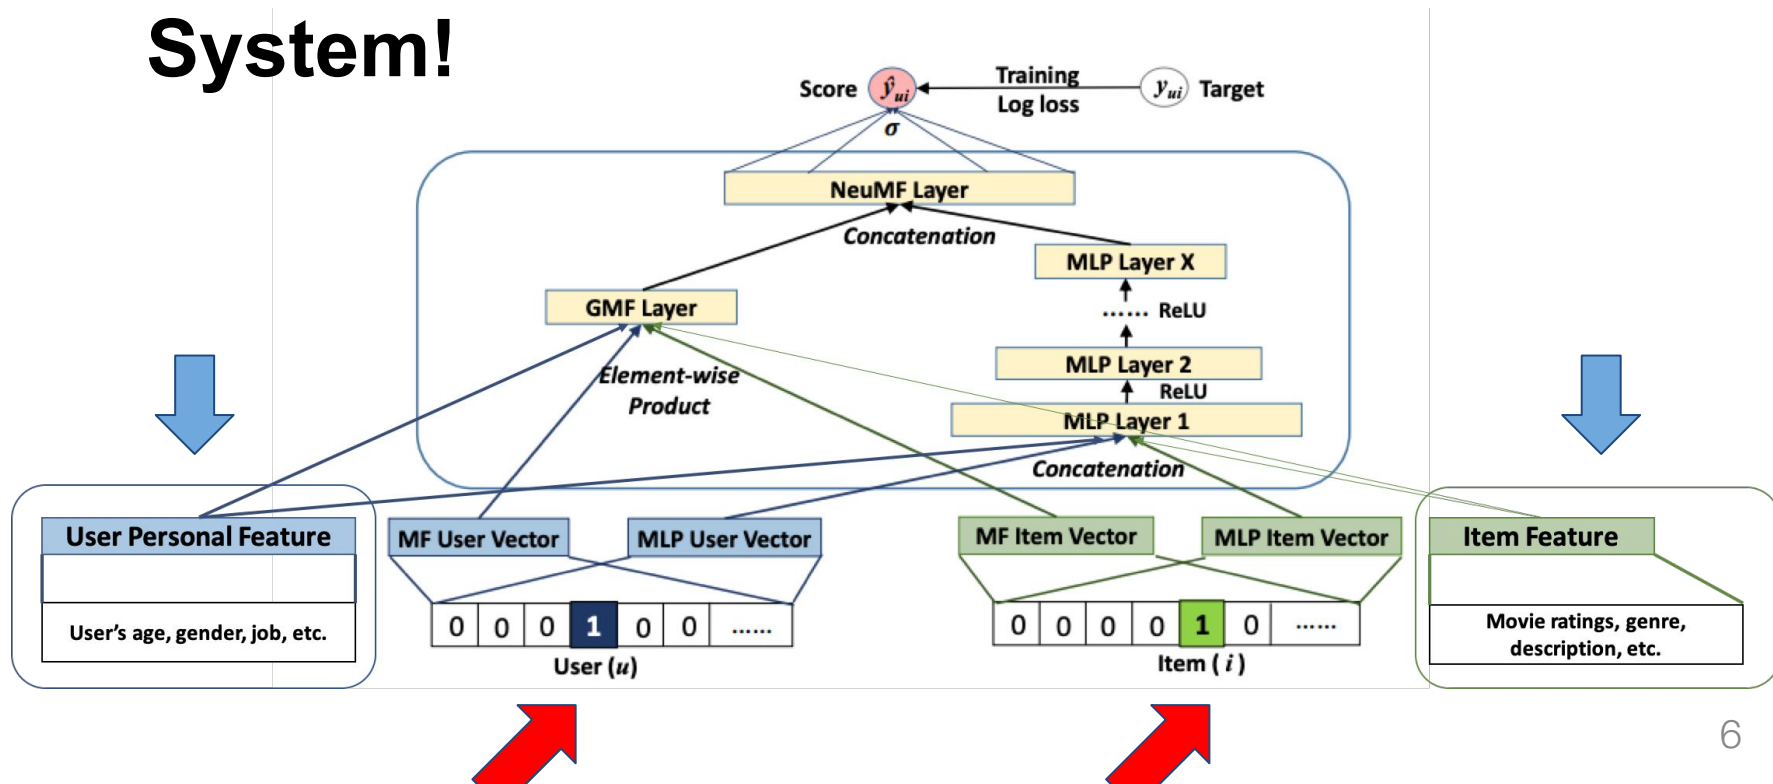 System!
Score
ŷui
Training
Log loss
yui
Target
σ
NeuMF Layer
Concatenation
MLP Layer X
GMF Layer
...... ReLU
MLP Layer 2
Element-wise
Product
ReLU
MLP Layer 1
Concatenation
User Personal Feature
MF User Vector
MLP User Vector
MF Item Vector
MLP Item Vector
Item Feature
User's age, gender, job, etc.
0 0 0 1 0 0 ......
User (u)
0 0 0 0 1 0 ......
Item ( i )
Movie ratings, genre,
description, etc.
6